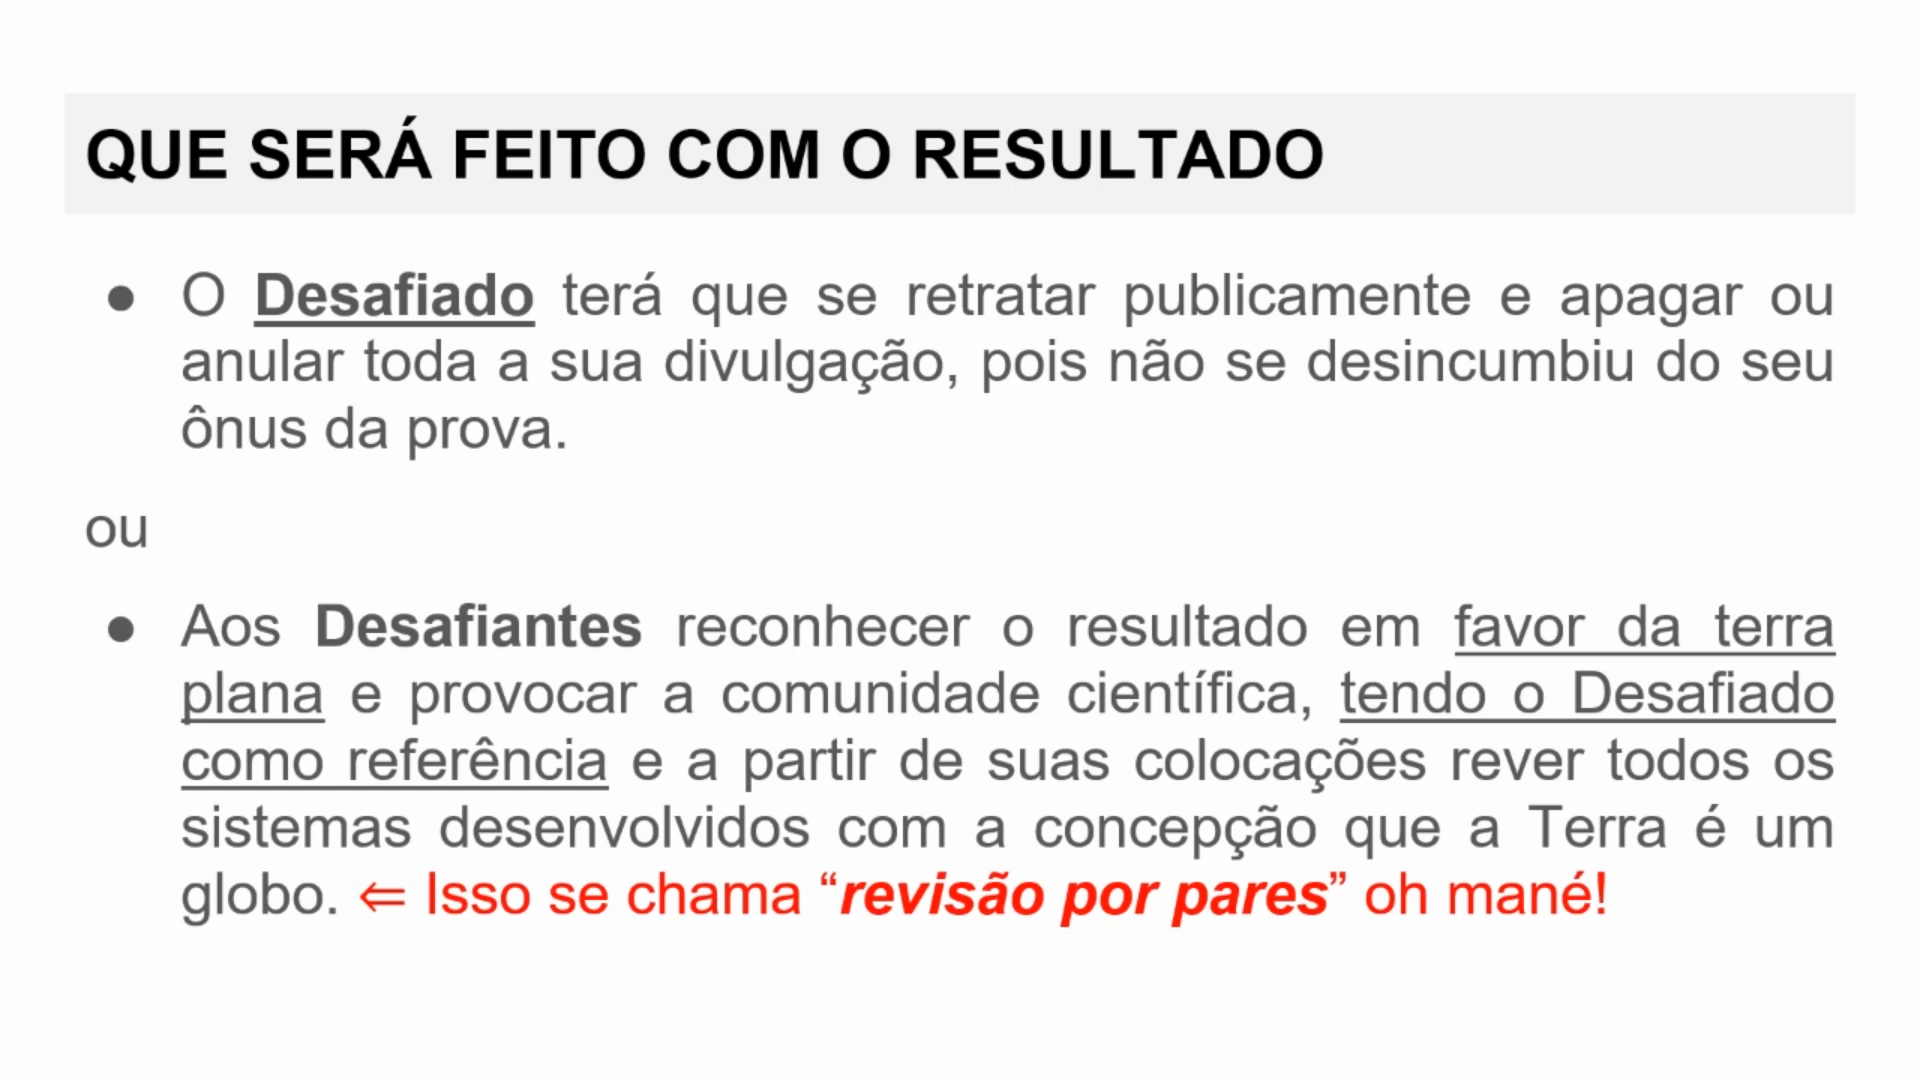 QUE SERÁ FEITO COM O RESULTADO
● O Desafiado terá que se retratar publicamente e apagar ou
anular toda a sua divulgação, pois não se desincumbiu do seu
ônus da prova.
ou
● Aos Desafiantes reconhecer o resultado em favor da terra
plana e provocar a comunidade científica, tendo o Desafiado
como referência e a partir de suas colocações rever todos os
sistemas desenvolvidos com a concepção que a Terra é um
globo. ⇐ Isso se chama “revisão por pares” oh mané!